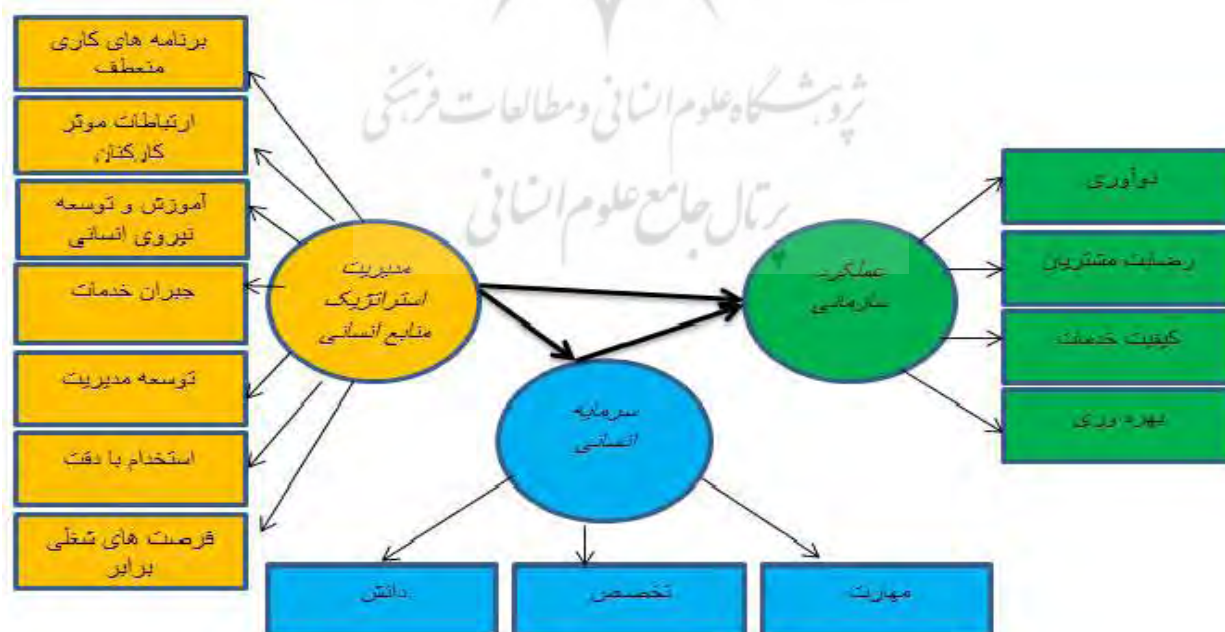 پژوهشگاه علوم انسانی و مطالعات فرهنگی
پرتال جامع علوم انسانی
برنامه های کاری
منعطف
ارتباطات موثر
کارکنان
آموزش و توسعه
نیروی انسانی
جبران خدمات
توسعه مدیریت
استخدام با دقت
فرصت های شغلی
برابر
مدیریت
استراتژیک
منابع انسانی
عملکرد
سازمانی
سرمایه
انسانی
نوآوری
رضایت مشتریان
کیفیت خدمات
بهره وری
دانش
تخصص
مهارت